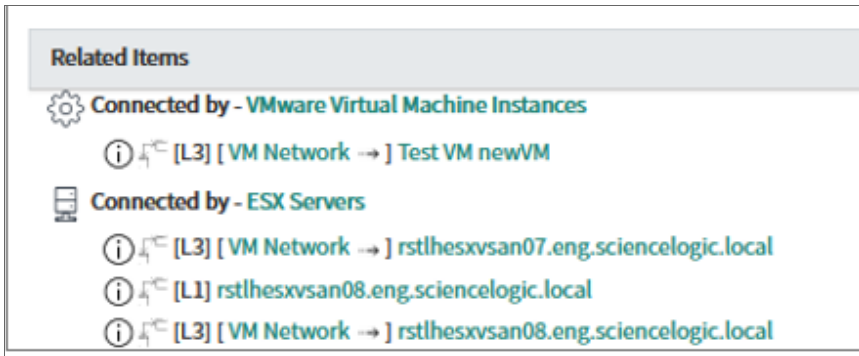 Related Items
Connected by - VMware Virtual Machine Instances
[L3] [ VM Network → ] Test VM newVM
Connected by - ESX Servers
[L3] [ VM Network → ] rstlhesxvsan07.eng.sciencelogic.local
[L1] rstlhesxvsan08.eng.sciencelogic.local
[L3] [ VM Network → ] rstlhesxvsan08.eng.sciencelogic.local